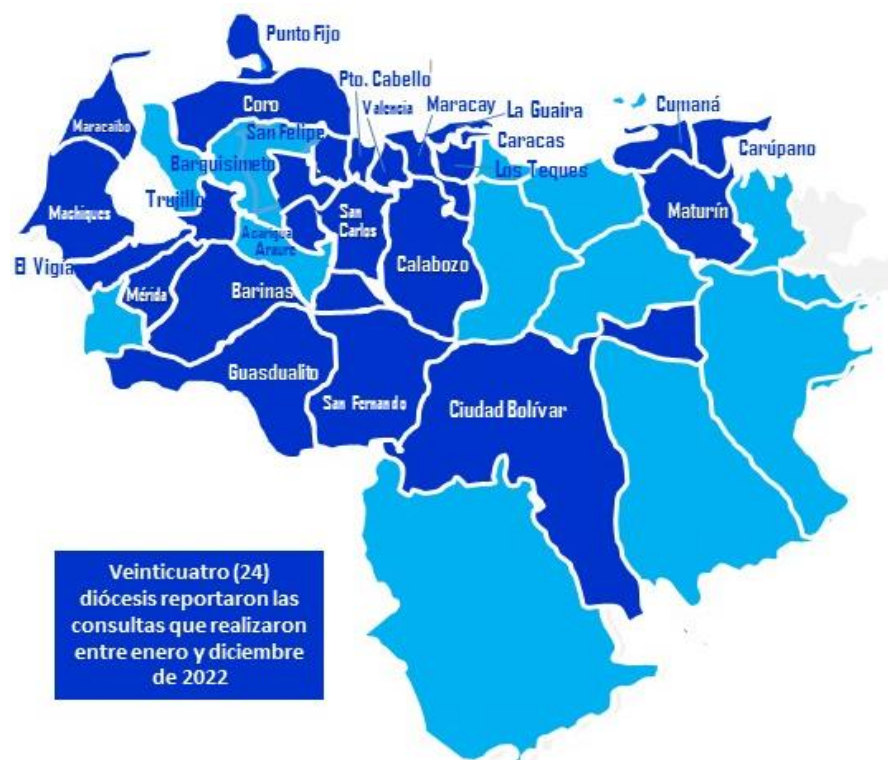 Punto Fijo
Pto. Cabello
Coro
Valencia
Maracay
La Guaira
Cumaná
Maracaibo
San Felipe
Caracas
Carúpano
Barquisimeto
Los Teques
Trujillo
Machiques
San
Carlos
Maturín
Acarigua
Araure
El Vigía
Calabozo
Mérida
Barinas
Guasdualito
San Fernando
Ciudad Bolívar
Veinticuatro (24)
diócesis reportaron las
consultas que realizaron
entre enero y diciembre
de 2022